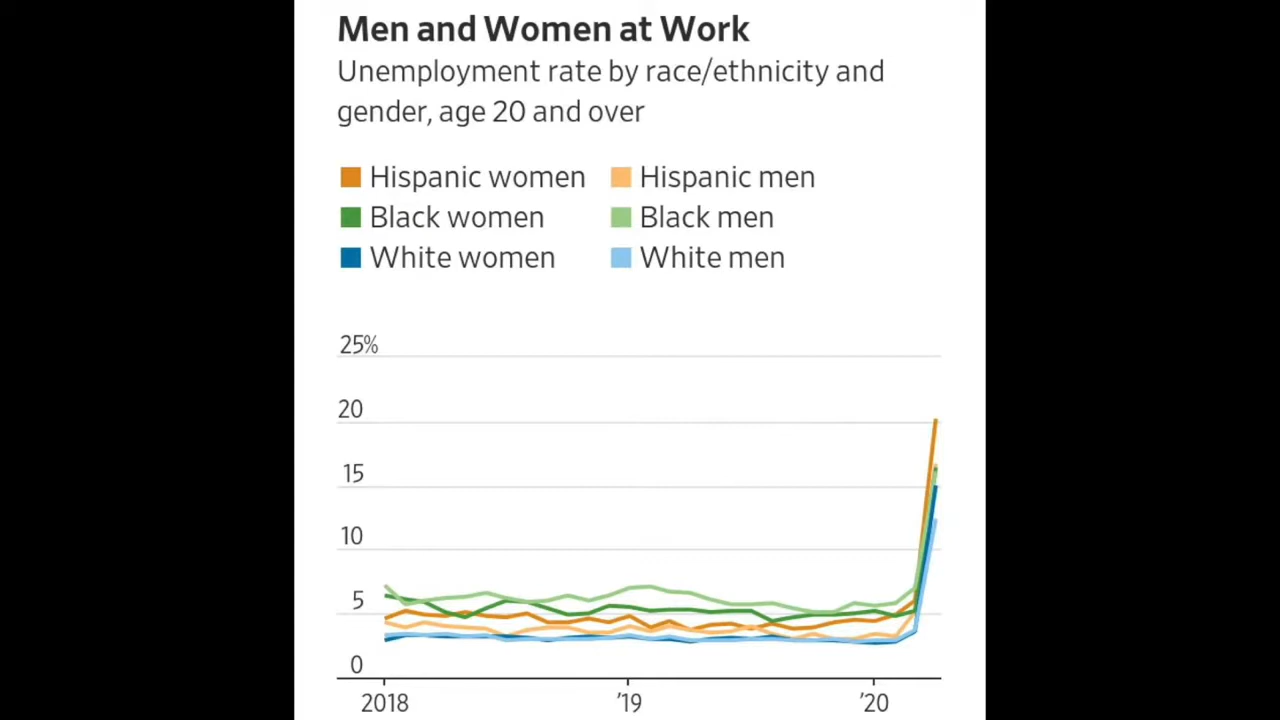 Men and Women at Work
Unemployment rate by race/ethnicity and
gender, age 20 and over
Hispanic women Hispanic men
Black women Black men
White women White men
25%
20
15
10
5
0
2018 ’19 ’20